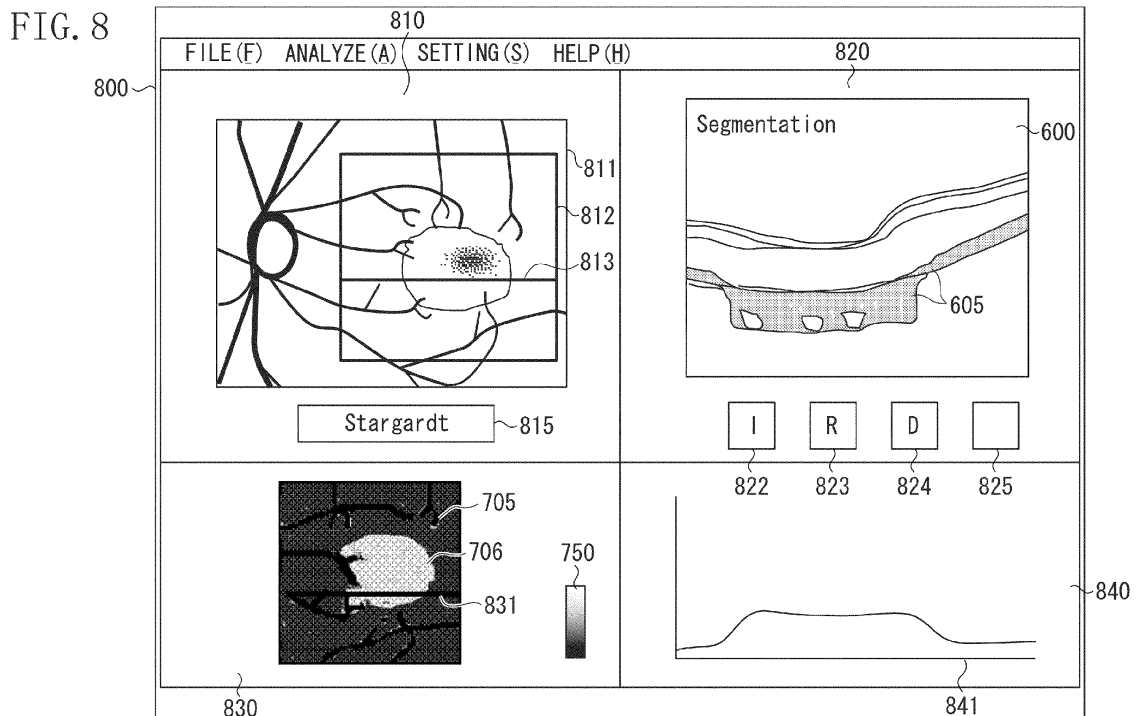 FIG. 8
810
FILE(F) ANALYZE(A) SETTING(S) HELP(H)
820
800
Segmentation
600
811
812
813
605
Stargardt
815
I
R
D
822
823
824
825
705
706
750
831
840
830
841